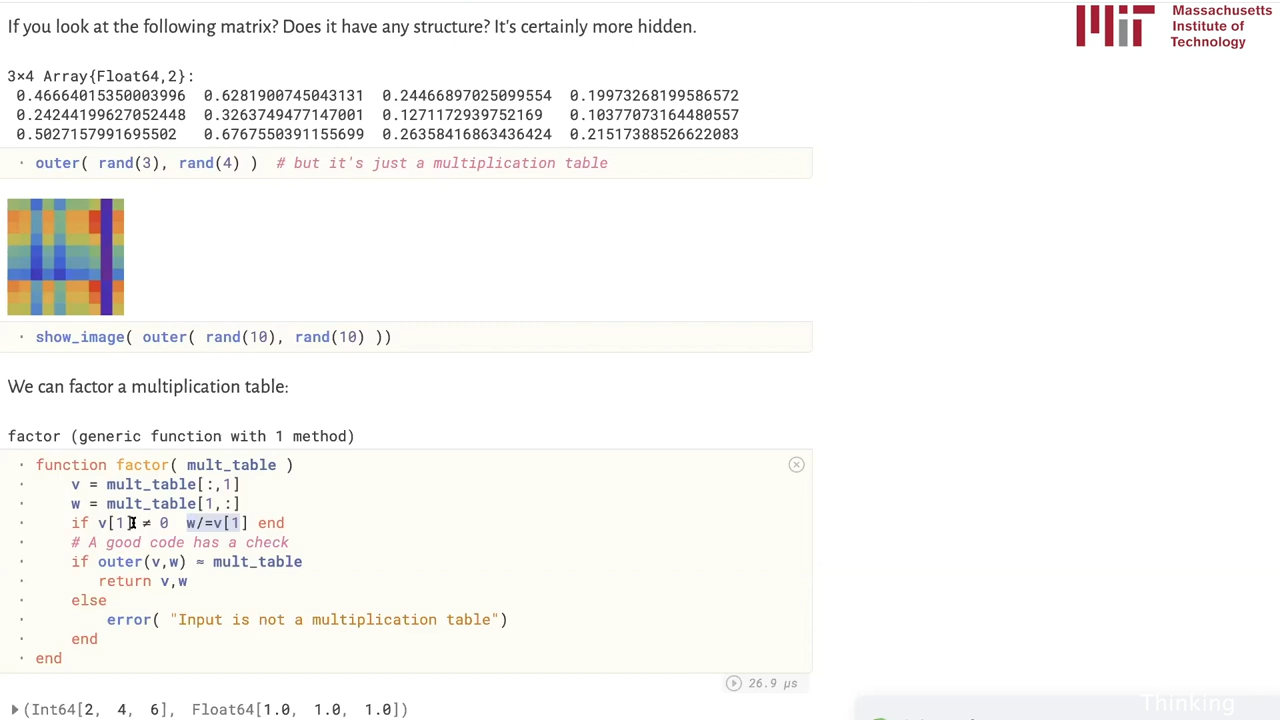 If you look at the following matrix? Does it have any structure? It's certainly more hidden.
Massachusetts
Institute of
Technology
3×4 Array{Float64,2}:
0.46664015350003996 0.6281900745043131 0.24466897025099554 0.19973268199586572
0.24244199627052448 0.3263749477147001 0.1271172939752169 0.10377073164480557
0.5027157991695502 0.6767550391155699 0.26358416863436424 0.21517388526622083
outer( rand(3), rand(4) ) # but it's just a multiplication table
show_image( outer( rand(10), rand(10) ))
We can factor a multiplication table:
factor (generic function with 1 method)
function factor( mult_table )
v = mult_table[:,1]
w = mult_table[1,:]
if v[1] ≠ 0 w/=v[1] end
# A good code has a check
if outer(v,w) ≈ mult_table
return v,w
else
error( "Input is not a multiplication table")
end
end
26.9 μs
(Int64[2, 4, 6], Float64[1.0, 1.0, 1.0])
Thinking